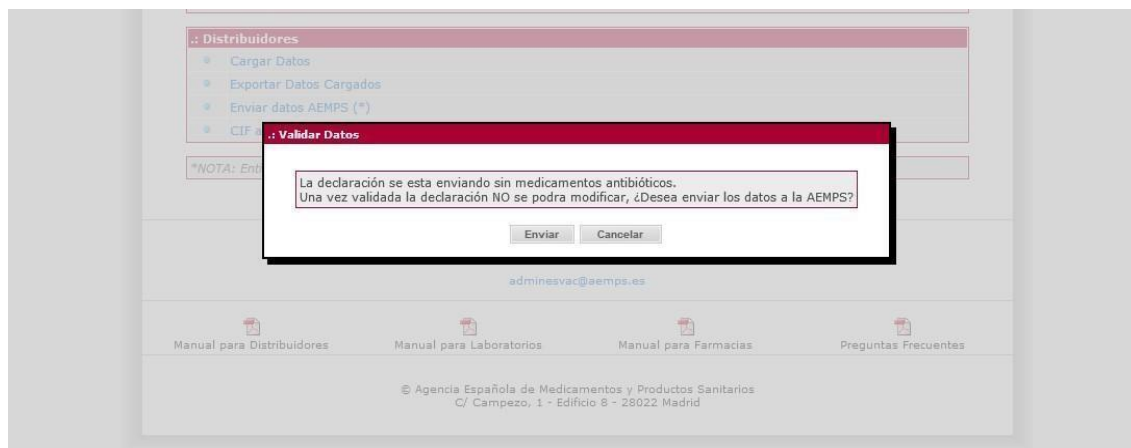 .: Distribuidores
Cargar Datos
Exportar Datos Cargados
Enviar datos AEMPS (*)
CIF a
.: Validar Datos
*NOTA: Enti
La declaración se esta enviando sin medicamentos antibióticos.
Una vez validada la declaración NO se podra modificar, ¿Desea enviar los datos a la AEMPS?
Enviar Cancelar
adminesvac@aemps.es
Manual para Distribuidores Manual para Laboratorios Manual para Farmacias Preguntas Frecuentes
© Agencia Española de Medicamentos y Productos Sanitarios
C/ Campezo, 1 - Edificio 8 - 28022 Madrid